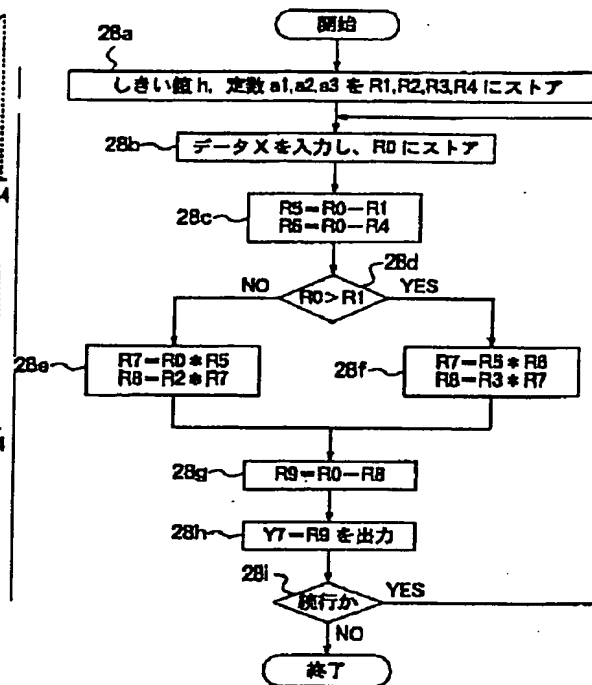 開始
28a
しきい値 h, 定数 a1,a2,a3 を R1,R2,R3,R4 にストア
28b
データ X を入力し、R0 にストア
28c
R5=R0-R1
R6=R0-R4
28d
NO
R0>R1
YES
28e
R7=R0*R5
R8=R2*R7
28f
R7=R5*R6
R8=R3*R7
28g
R9=R0-R8
28h
Y7=R9 を出力
28i
続行か
YES
NO
終了